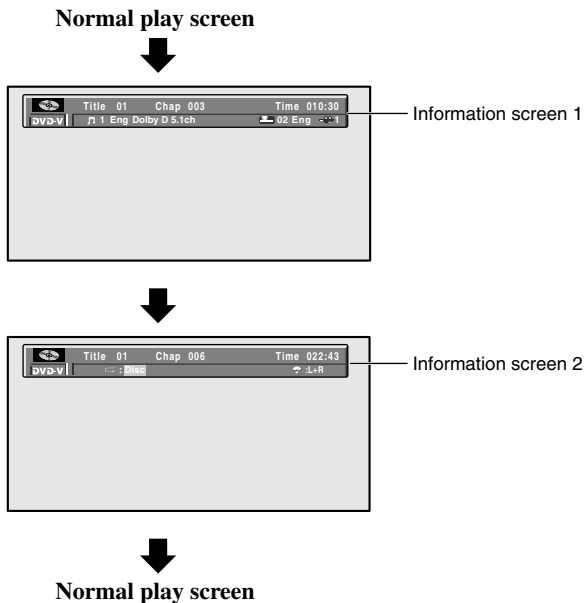 Normal play screen
Title 01 Chap 003 Time 010:30
DVD-V 1 Eng Dolby D 5.1ch 02 Eng 1
Information screen 1
Title 01 Chap 006 Time 022:43
DVD-V : Disc :L+R
Information screen 2
Normal play screen